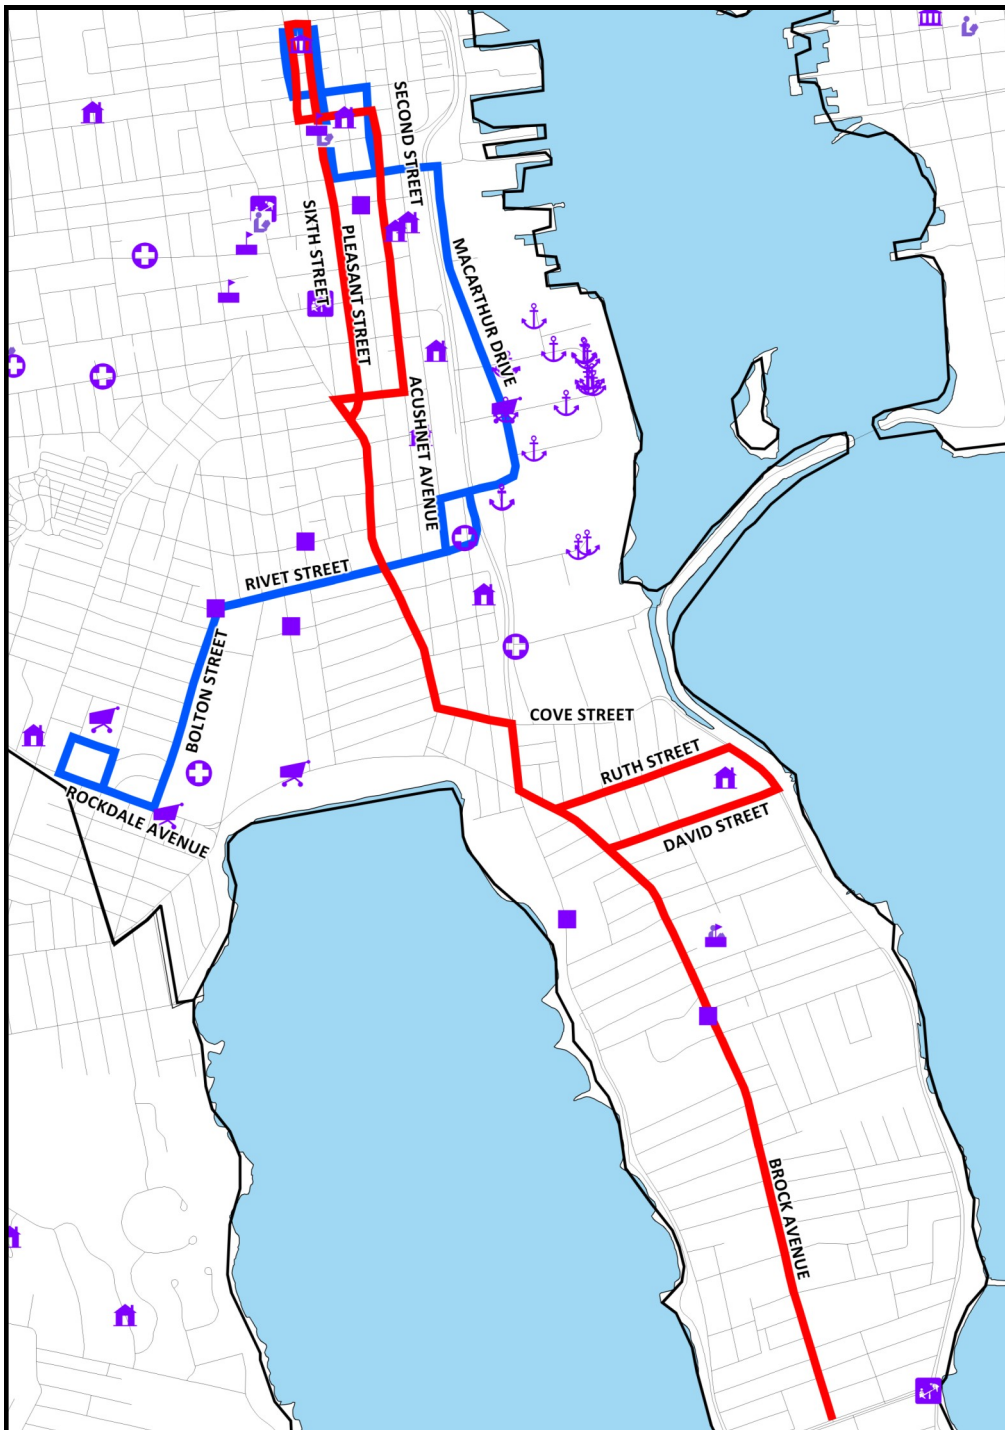 SECOND STREET
SIXTH STREET
PLEASANT STREET
MACARTHUR DRIVE
ACUSHNET AVENUE
RIVET STREET
BOLTON STREET
COVE STREET
RUTH STREET
ROCKDALE AVENUE
DAVID STREET
BROCK AVENUE